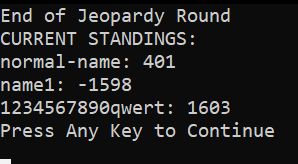 End of Jeopardy Round
CURRENT STANDINGS:
normal-name: 401
name1: -1598
1234567890qwert: 1603
Press Any Key to Continue